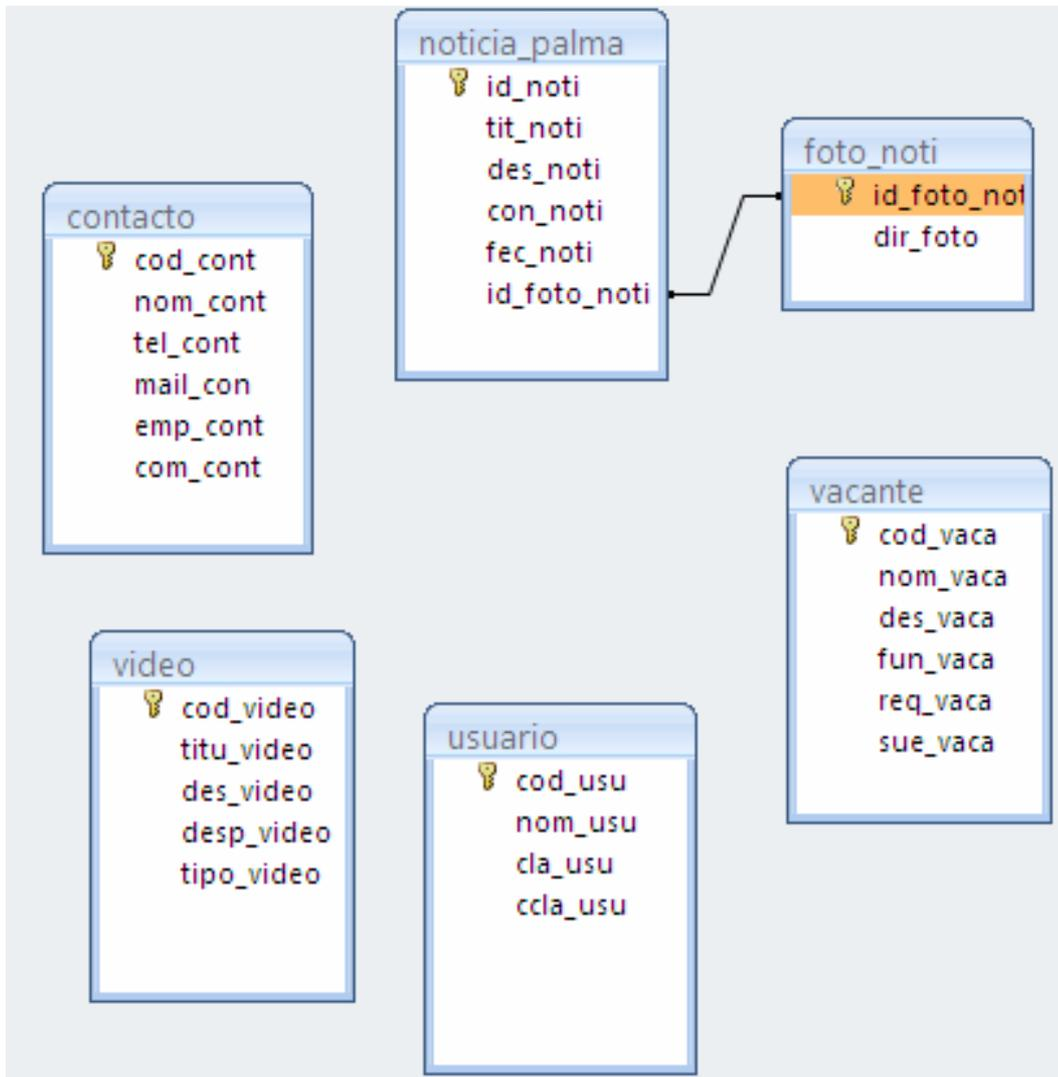 noticia_palma
id_noti
tit_noti
des_noti
con_noti
fec_noti
id_foto_noti
foto_noti
id_foto_not
dir_foto
contacto
cod_cont
nom_cont
tel_cont
mail_con
emp_cont
com_cont
vacante
cod_vaca
nom_vaca
des_vaca
fun_vaca
req_vaca
sue_vaca
video
cod_video
titu_video
des_video
desp_video
tipo_video
usuario
cod_usu
nom_usu
cla_usu
ccla_usu